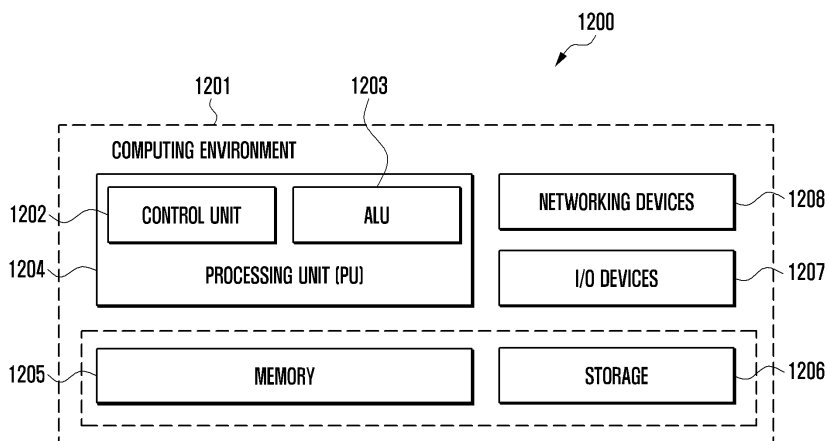 1200
1201
1203
COMPUTING ENVIRONMENT
1202
CONTROL UNIT
ALU
NETWORKING DEVICES
1208
1204
PROCESSING UNIT (PU)
I/O DEVICES
1207
1205
MEMORY
STORAGE
1206